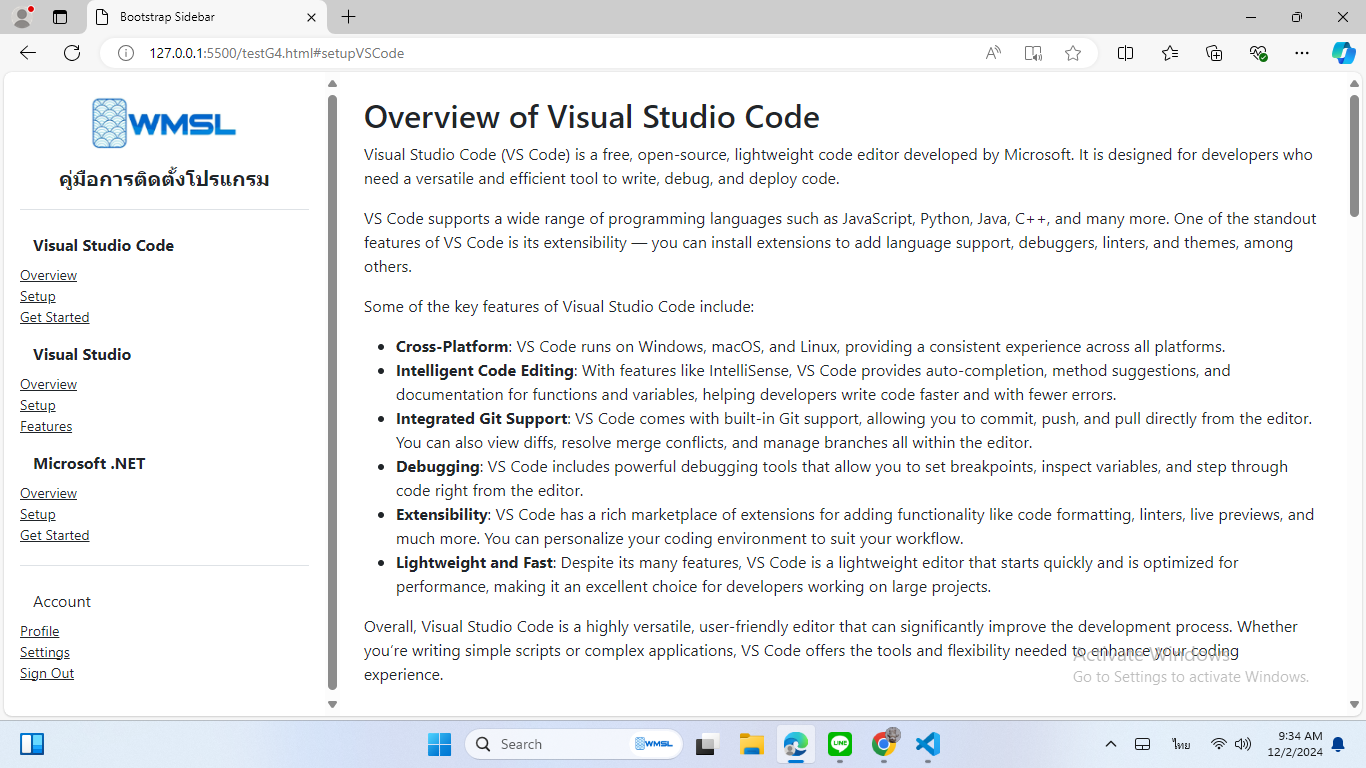 Bootstrap Sidebar
127.0.0.1:5500/testG4.html#setupVSCode
WMSL
คู่มือการติดตั้งโปรแกรม
Visual Studio Code
Overview
Setup
Get Started
Visual Studio
Overview
Setup
Features
Microsoft .NET
Overview
Setup
Get Started
Account
Profile
Settings
Sign Out
Overview of Visual Studio Code
Visual Studio Code (VS Code) is a free, open-source, lightweight code editor developed by Microsoft. It is designed for developers who
need a versatile and efficient tool to write, debug, and deploy code.
VS Code supports a wide range of programming languages such as JavaScript, Python, Java, C++, and many more. One of the standout
features of VS Code is its extensibility — you can install extensions to add language support, debuggers, linters, and themes, among
others.
Some of the key features of Visual Studio Code include:
• Cross-Platform: VS Code runs on Windows, macOS, and Linux, providing a consistent experience across all platforms.
• Intelligent Code Editing: With features like IntelliSense, VS Code provides auto-completion, method suggestions, and
documentation for functions and variables, helping developers write code faster and with fewer errors.
• Integrated Git Support: VS Code comes with built-in Git support, allowing you to commit, push, and pull directly from the editor.
You can also view diffs, resolve merge conflicts, and manage branches all within the editor.
• Debugging: VS Code includes powerful debugging tools that allow you to set breakpoints, inspect variables, and step through
code right from the editor.
• Extensibility: VS Code has a rich marketplace of extensions for adding functionality like code formatting, linters, live previews, and
much more. You can personalize your coding environment to suit your workflow.
• Lightweight and Fast: Despite its many features, VS Code is a lightweight editor that starts quickly and is optimized for
performance, making it an excellent choice for developers working on large projects.
Overall, Visual Studio Code is a highly versatile, user-friendly editor that can significantly improve the development process. Whether
you're writing simple scripts or complex applications, VS Code offers the tools and flexibility needed to enhance your coding
experience.
Activate Windows
Go to Settings to activate Windows.
Search
WMSL
LINE
ไทย
9:34 AM
12/2/2024